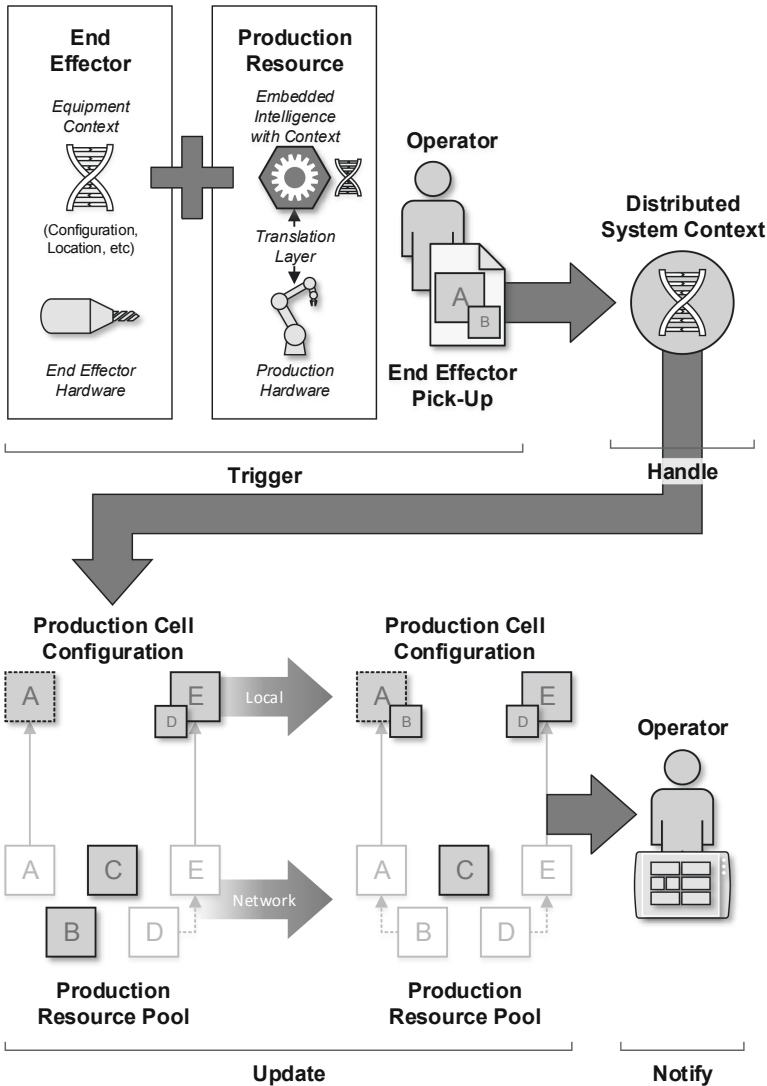 End
Effector
Equipment
Context
(Configuration,
Location, etc)
End Effector
Hardware
Production
Resource
Embedded
Intelligence
with Context
Translation
Layer
Production
Hardware
Operator
A
B
End Effector
Pick-Up
Distributed
System Context
Trigger
Handle
Production Cell
Configuration
A
E
D
Local
A
C
E
B
D
Network
Production
Resource Pool
Production Cell
Configuration
A
B
E
D
A
C
E
B
D
Production
Resource Pool
Operator
Update
Notify